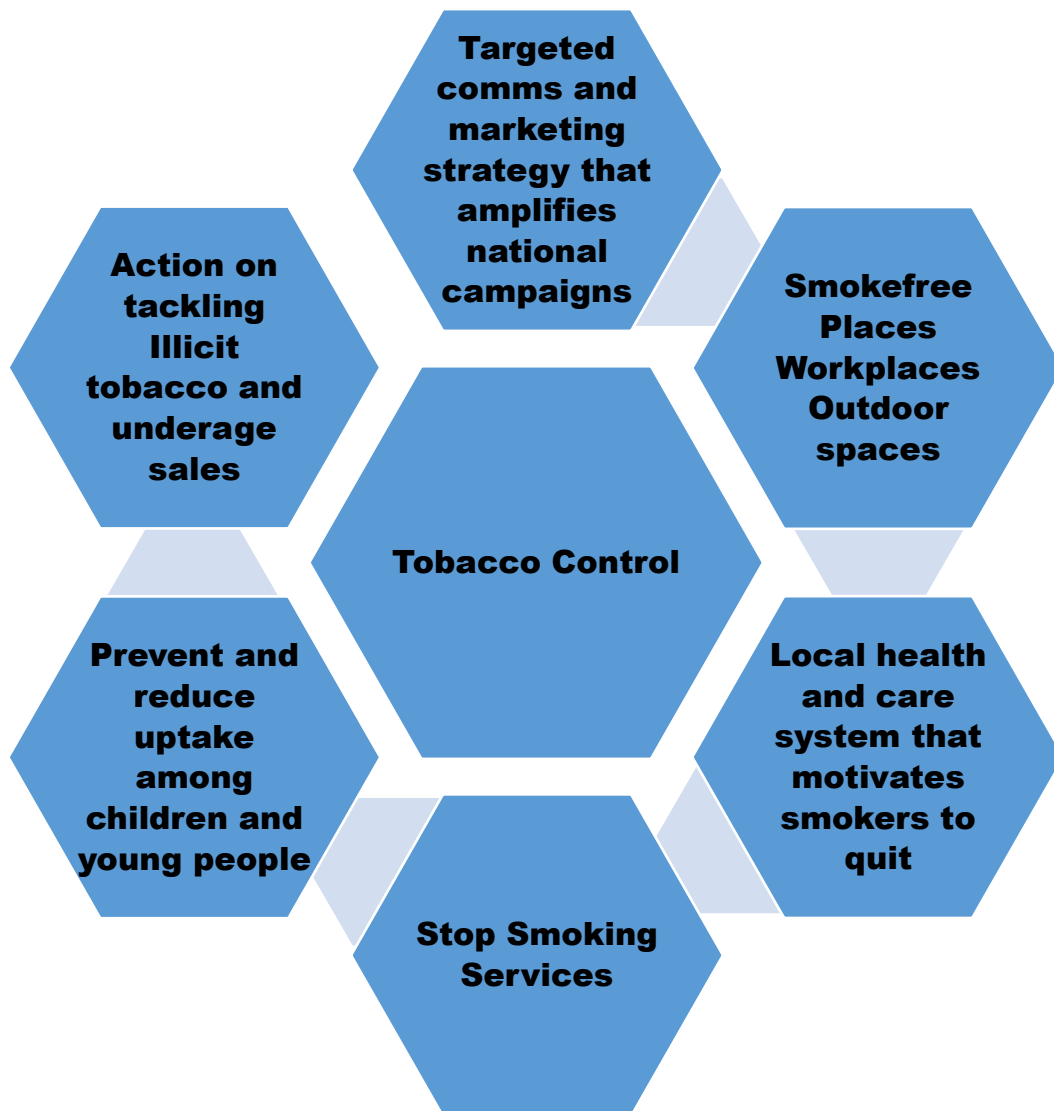 Targeted
comms and
marketing
strategy that
amplifies
national
campaigns
Smokefree
Places
Workplaces
Outdoor
spaces
Local health
and care
system that
motivates
smokers to
quit
Stop Smoking
Services
Prevent and
reduce
uptake
among
children and
young people
Action on
tackling
Illicit
tobacco and
underage
sales
Tobacco Control